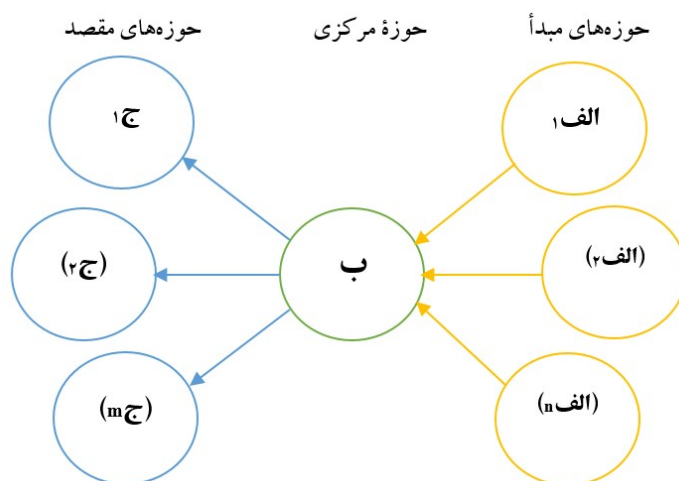 حوزه‌های مبدأ
حوزهٔ مرکزی
حوزه‌های مقصد
الف۱
ج۱
(الف۲)
ب
(ج۲)
(الفn)
(جm)